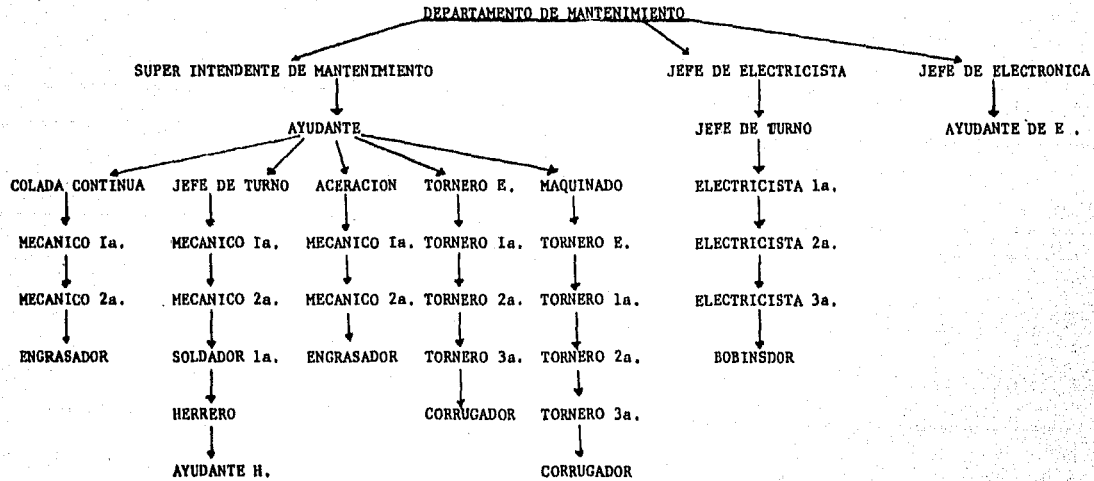 DEPARTAMENTO DE MANTENIMIENTO
SUPER INTENDENTE DE MANTENIMIENTO JEFE DE ELECTRICISTA JEFE DE ELECTRONICA
AYUDANTE JEFE DE TURNO AYUDANTE DE E .
COLADA CONTINUA JEFE DE TURNO ACERACION TORNERO E. MAQUINADO ELECTRICISTA 1a.
MECANICO Ia. MECANICO Ia. MECANICO Ia. TORNERO Ia. TORNERO E. ELECTRICISTA 2a.
MECANICO 2a. MECANICO 2a. MECANICO 2a. TORNERO 2a. TORNERO 1a. ELECTRICISTA 3a.
ENGRASADOR SOLDADOR 1a. ENGRASADOR TORNERO 3a. TORNERO 2a. BOBINSDOR
HERRERO CORRUGADOR TORNERO 3a.
AYUDANTE H. CORRUGADOR